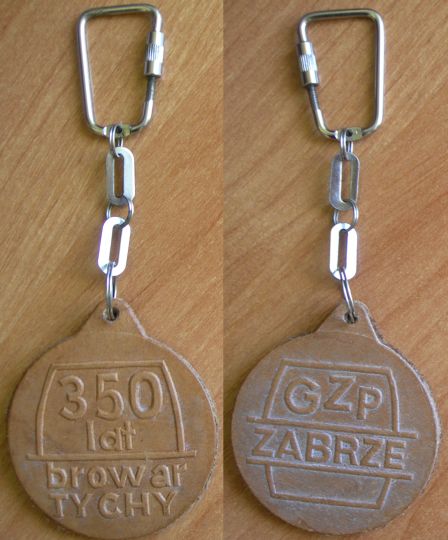 350
lat
browar
TYCHY
GZP
ZABRZE